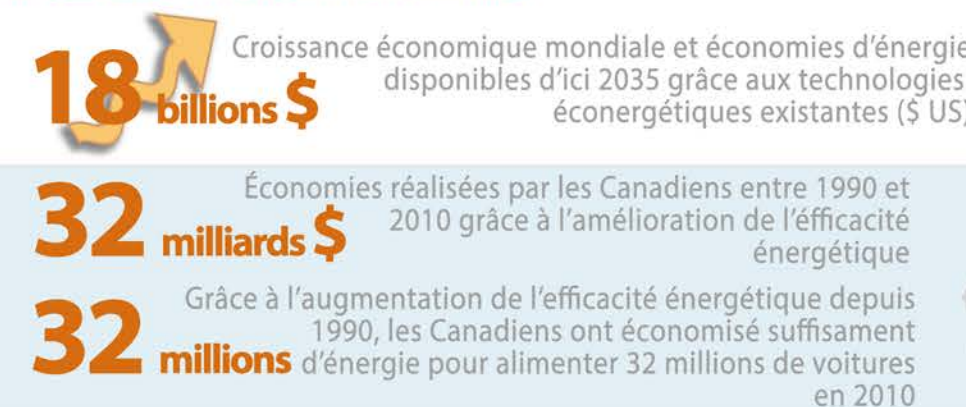 18 billions $
Croissance économique mondiale et économies d'énergie
disponibles d'ici 2035 grâce aux technologies
éconergétiques existantes ($ US)
32 milliards $
Économies réalisées par les Canadiens entre 1990 et
2010 grâce à l'amélioration de l'éfficacité
énergétique
32 millions
Grâce à l'augmentation de l'efficacité énergétique depuis
1990, les Canadiens ont économisé suffisament
d'énergie pour alimenter 32 millions de voitures
en 2010